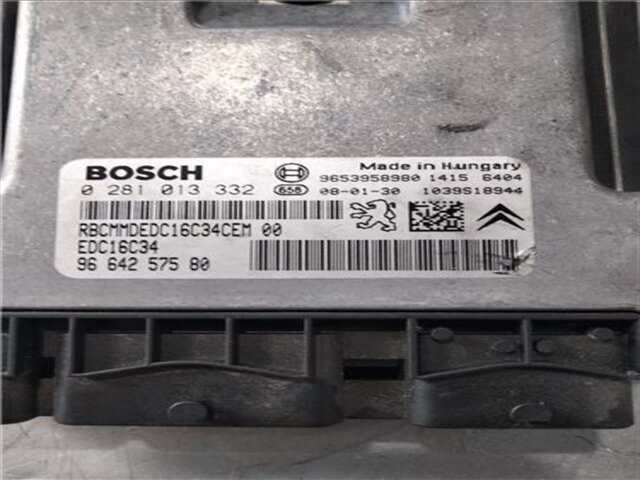 BOSCH
Made in Hungary
9653958980 1415 6404
0 281 013 332 658 08-01-30 1039S18944
RBCMMDEDC16C34CEM 00
EDC16C34
96 642 575 80